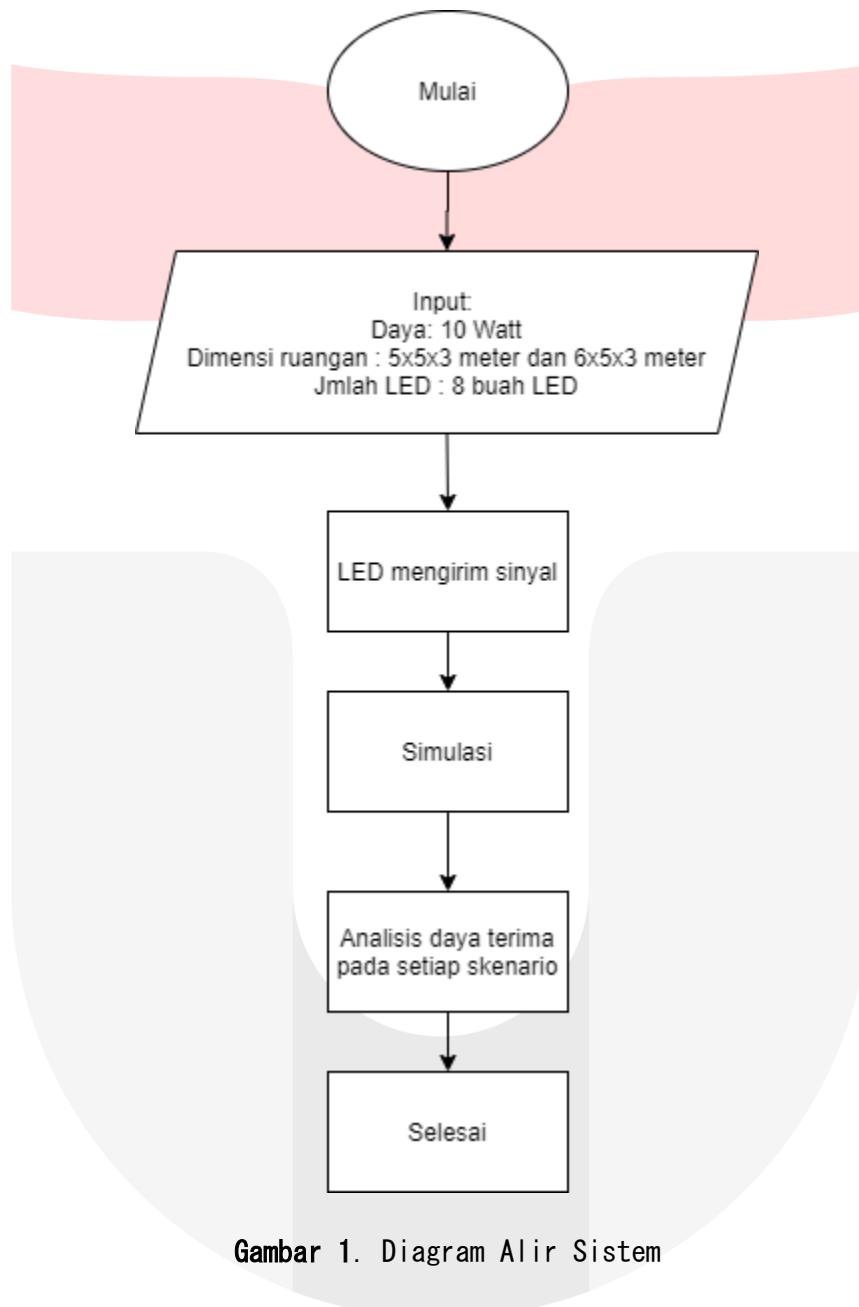 Mulai
Input:
Daya: 10 Watt
Dimensi ruangan : 5x5x3 meter dan 6x5x3 meter
Jmlah LED : 8 buah LED
LED mengirim sinyal
Simulasi
Analisis daya terima
pada setiap skenario
Selesai
Gambar 1. Diagram Alir Sistem